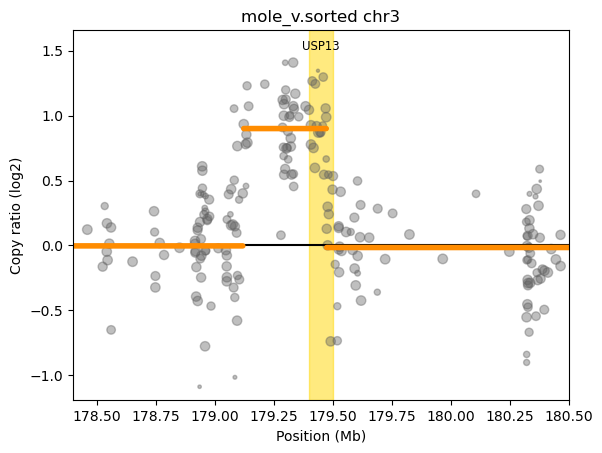 mole_v.sorted chr3
USP13
Copy ratio (log2)
1.5
1.0
0.5
0.0
−0.5
−1.0
178.50 178.75 179.00 179.25 179.50 179.75 180.00 180.25 180.50
Position (Mb)